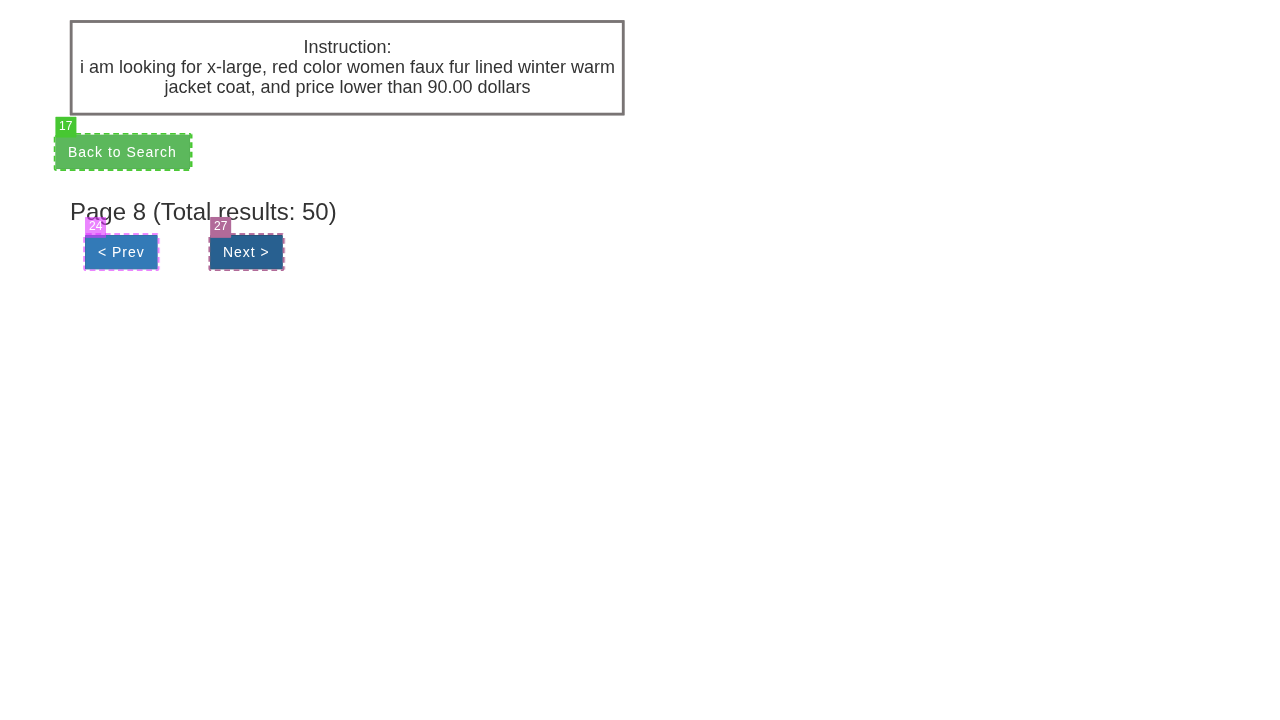 Instruction:
i am looking for x-large, red color women faux fur lined winter warm
jacket coat, and price lower than 90.00 dollars
17
Back to Search
Page 8 (Total results: 50)
24
27
< Prev
Next >